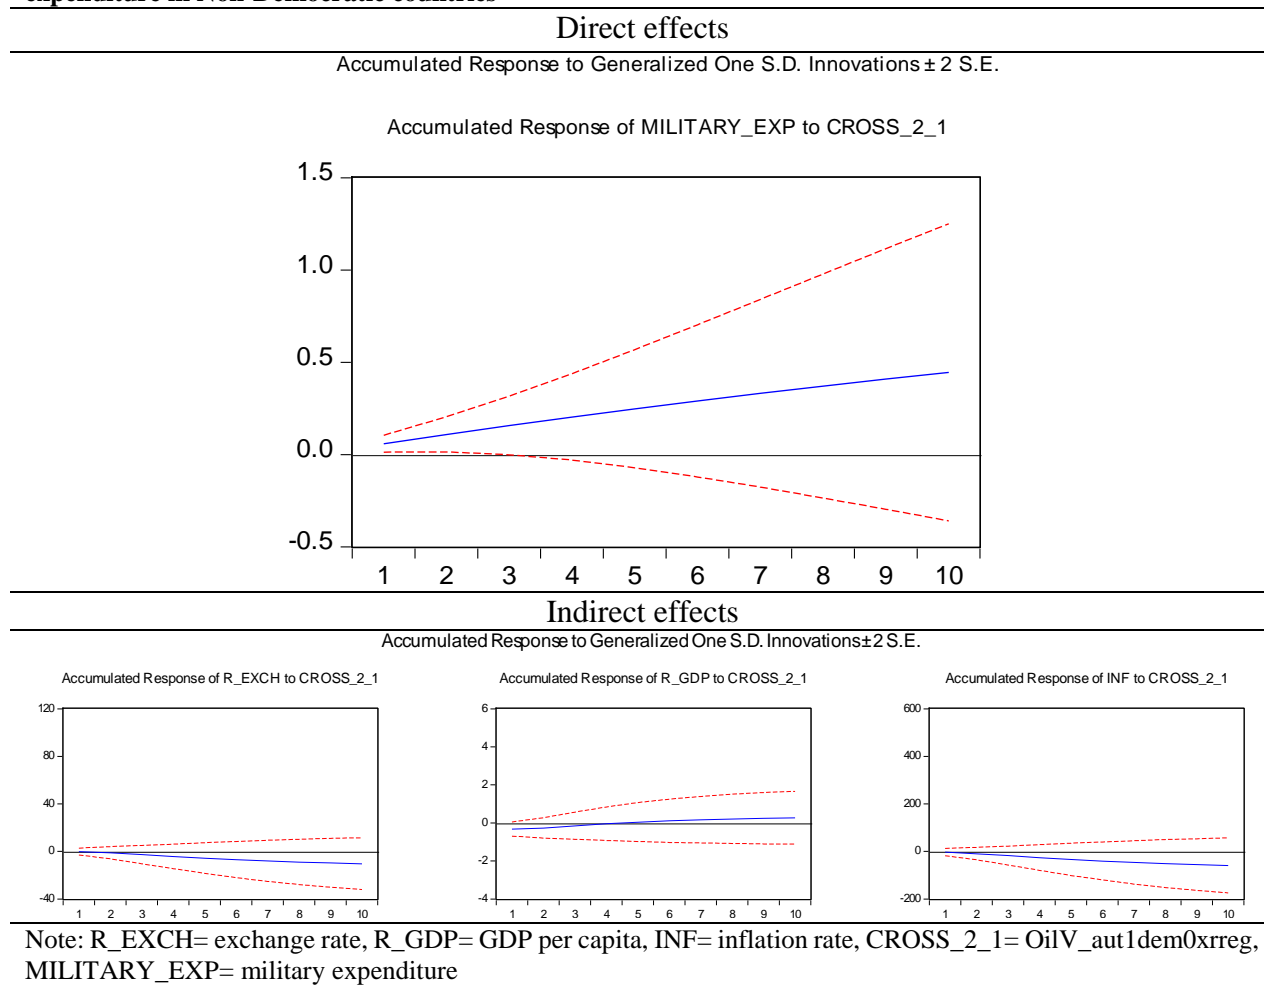 expenditure in Non-Democratic countries
Direct effects
Accumulated Response to Generalized One S.D. Innovations ± 2 S.E.
Accumulated Response of MILITARY_EXP to CROSS_2_1
1.5
1.0
0.5
0.0
-0.5
1 2 3 4 5 6 7 8 9 10
Indirect effects
Accumulated Response to Generalized One S.D. Innovations ± 2 S.E.
Accumulated Response of R_EXCH to CROSS_2_1
120
80
40
0
-40
1 2 3 4 5 6 7 8 9 10
Accumulated Response of R_GDP to CROSS_2_1
6
4
2
0
-2
-4
1 2 3 4 5 6 7 8 9 10
Accumulated Response of INF to CROSS_2_1
600
400
200
0
-200
1 2 3 4 5 6 7 8 9 10
Note: R_EXCH= exchange rate, R_GDP= GDP per capita, INF= inflation rate, CROSS_2_1= OilV_aut1dem0xrreg,
MILITARY_EXP= military expenditure